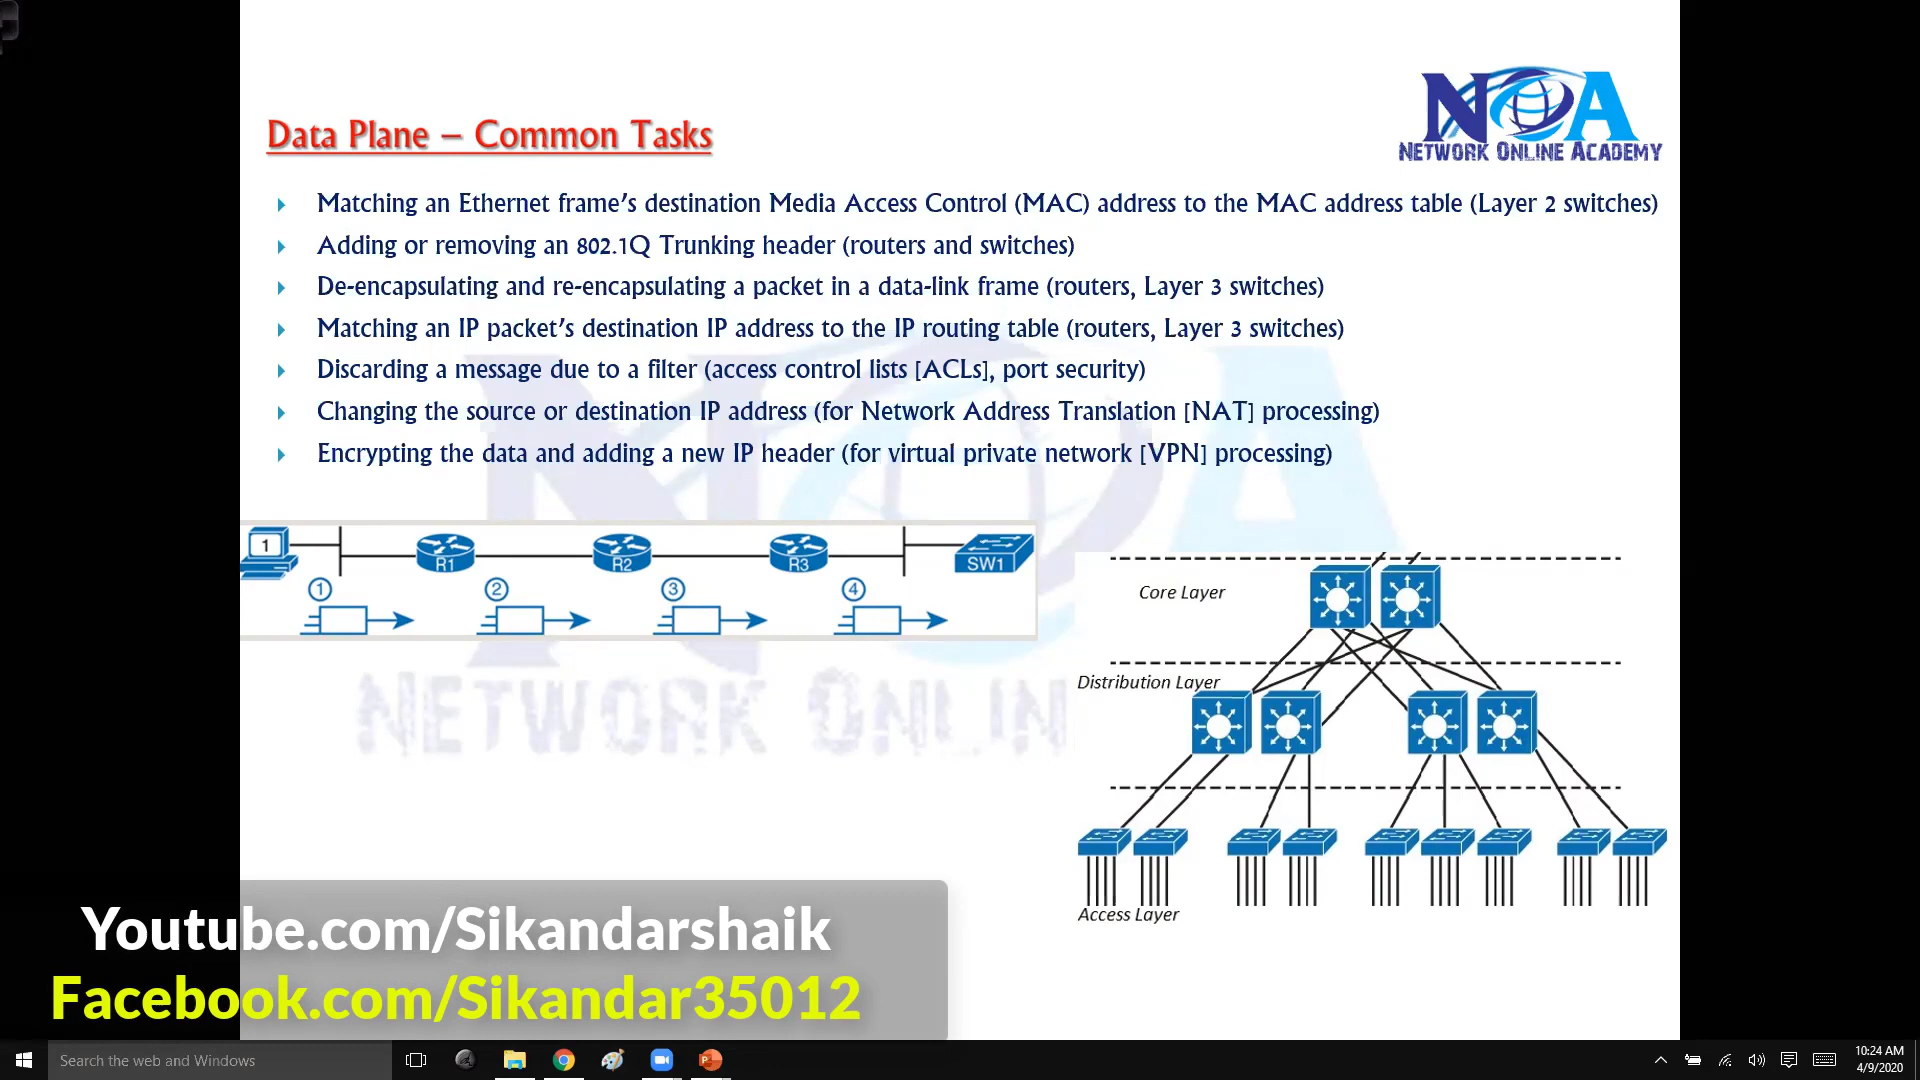 NOA
NETWORK ONLINE ACADEMY
Data Plane – Common Tasks
Matching an Ethernet frame's destination Media Access Control (MAC) address to the MAC address table (Layer 2 switches)
Adding or removing an 802.1Q Trunking header (routers and switches)
De-encapsulating and re-encapsulating a packet in a data-link frame (routers, Layer 3 switches)
Matching an IP packet's destination IP address to the IP routing table (routers, Layer 3 switches)
Discarding a message due to a filter (access control lists [ACLs], port security)
Changing the source or destination IP address (for Network Address Translation [NAT] processing)
Encrypting the data and adding a new IP header (for virtual private network [VPN] processing)
1
R1
R2
R3
SW1
1
2
3
4
NOA
NETWORK ONLIN
Core Layer
Distribution Layer
Access Layer
Youtube.com/Sikandarshaik
Facebook.com/Sikandar35012
Search the web and Windows
10:24 AM
4/9/2020